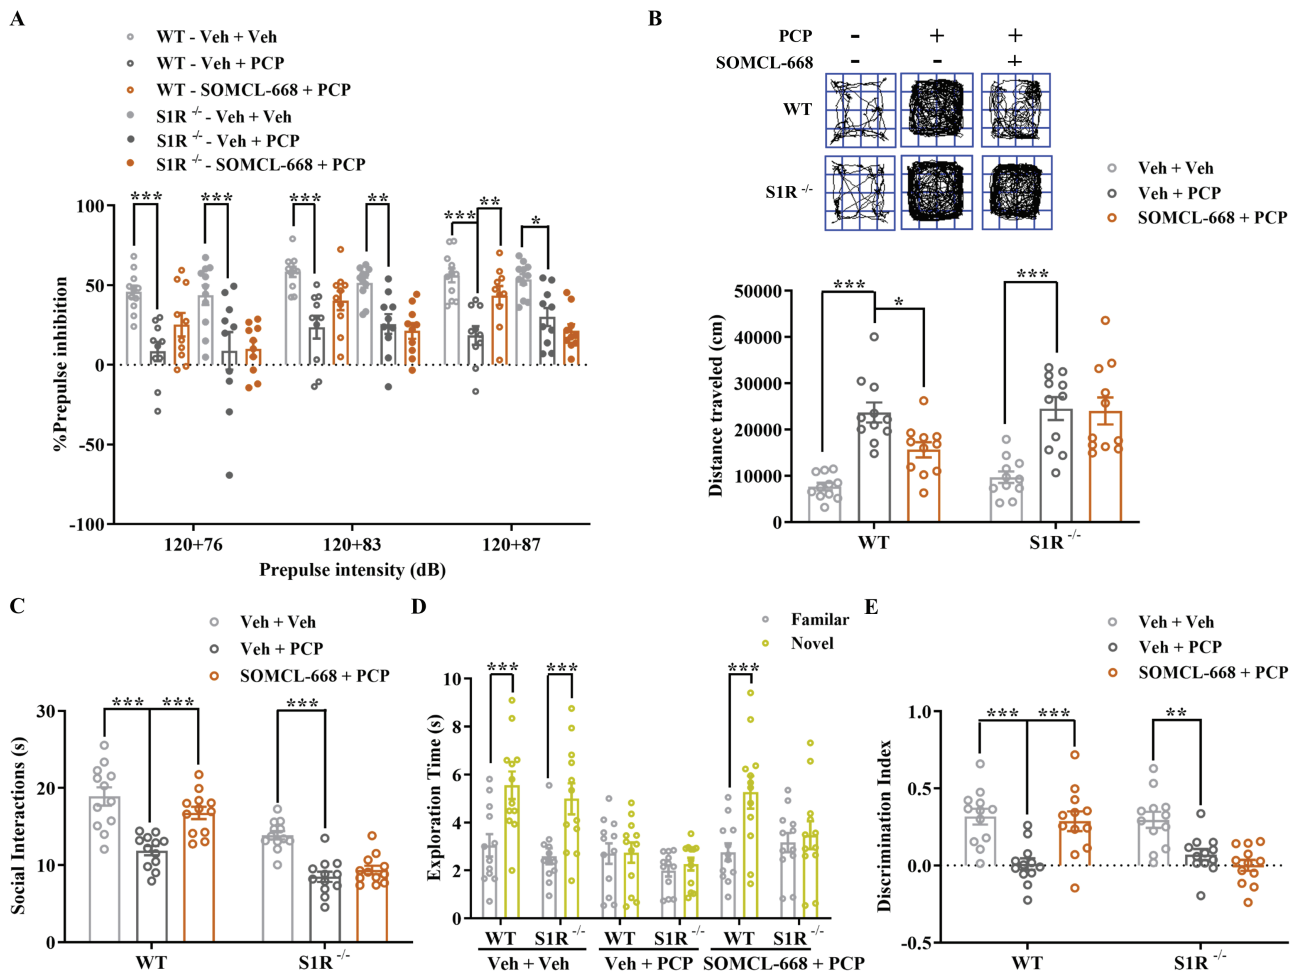 A
WT - Veh + Veh
WT - Veh + PCP
WT - SOMCL-668 + PCP
S1R -/- - Veh + Veh
S1R -/- - Veh + PCP
S1R -/- - SOMCL-668 + PCP
*** *** *** ** *** ** *
%Prepulse inhibition
100
50
0
-50
-100
120+76 120+83 120+87
Prepulse intensity (dB)
B
PCP - + +
SOMCL-668 - - +
WT
S1R -/-
Veh + Veh
Veh + PCP
SOMCL-668 + PCP
*** * ***
Distance traveled (cm)
50000
40000
30000
20000
10000
0
WT S1R -/-
C
Veh + Veh
Veh + PCP
SOMCL-668 + PCP
*** *** ***
Social Interactions (s)
30
20
10
0
WT S1R -/-
D
Familar
Novel
*** *** ***
Exploration Time (s)
10
8
6
4
2
0
WT S1R -/- WT S1R -/- WT S1R -/-
Veh + Veh Veh + PCP SOMCL-668 + PCP
E
Veh + Veh
Veh + PCP
SOMCL-668 + PCP
*** *** **
Discrimination Index
1.0
0.5
0.0
-0.5
WT S1R -/-